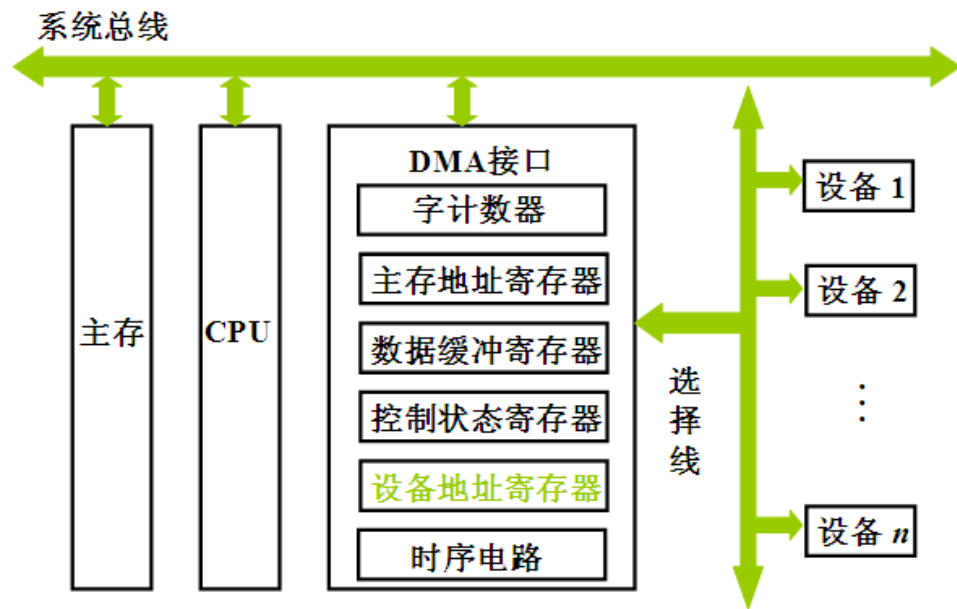 系统总线
主存
CPU
DMA接口
字计数器
主存地址寄存器
数据缓冲寄存器
控制状态寄存器
设备地址寄存器
时序电路
选
择
线
设备 1
设备 2
⋮
设备 n